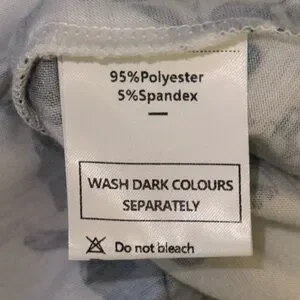 95%Polyester
5%Spandex
WASH DARK COLOURS
SEPARATELY
Do not bleach